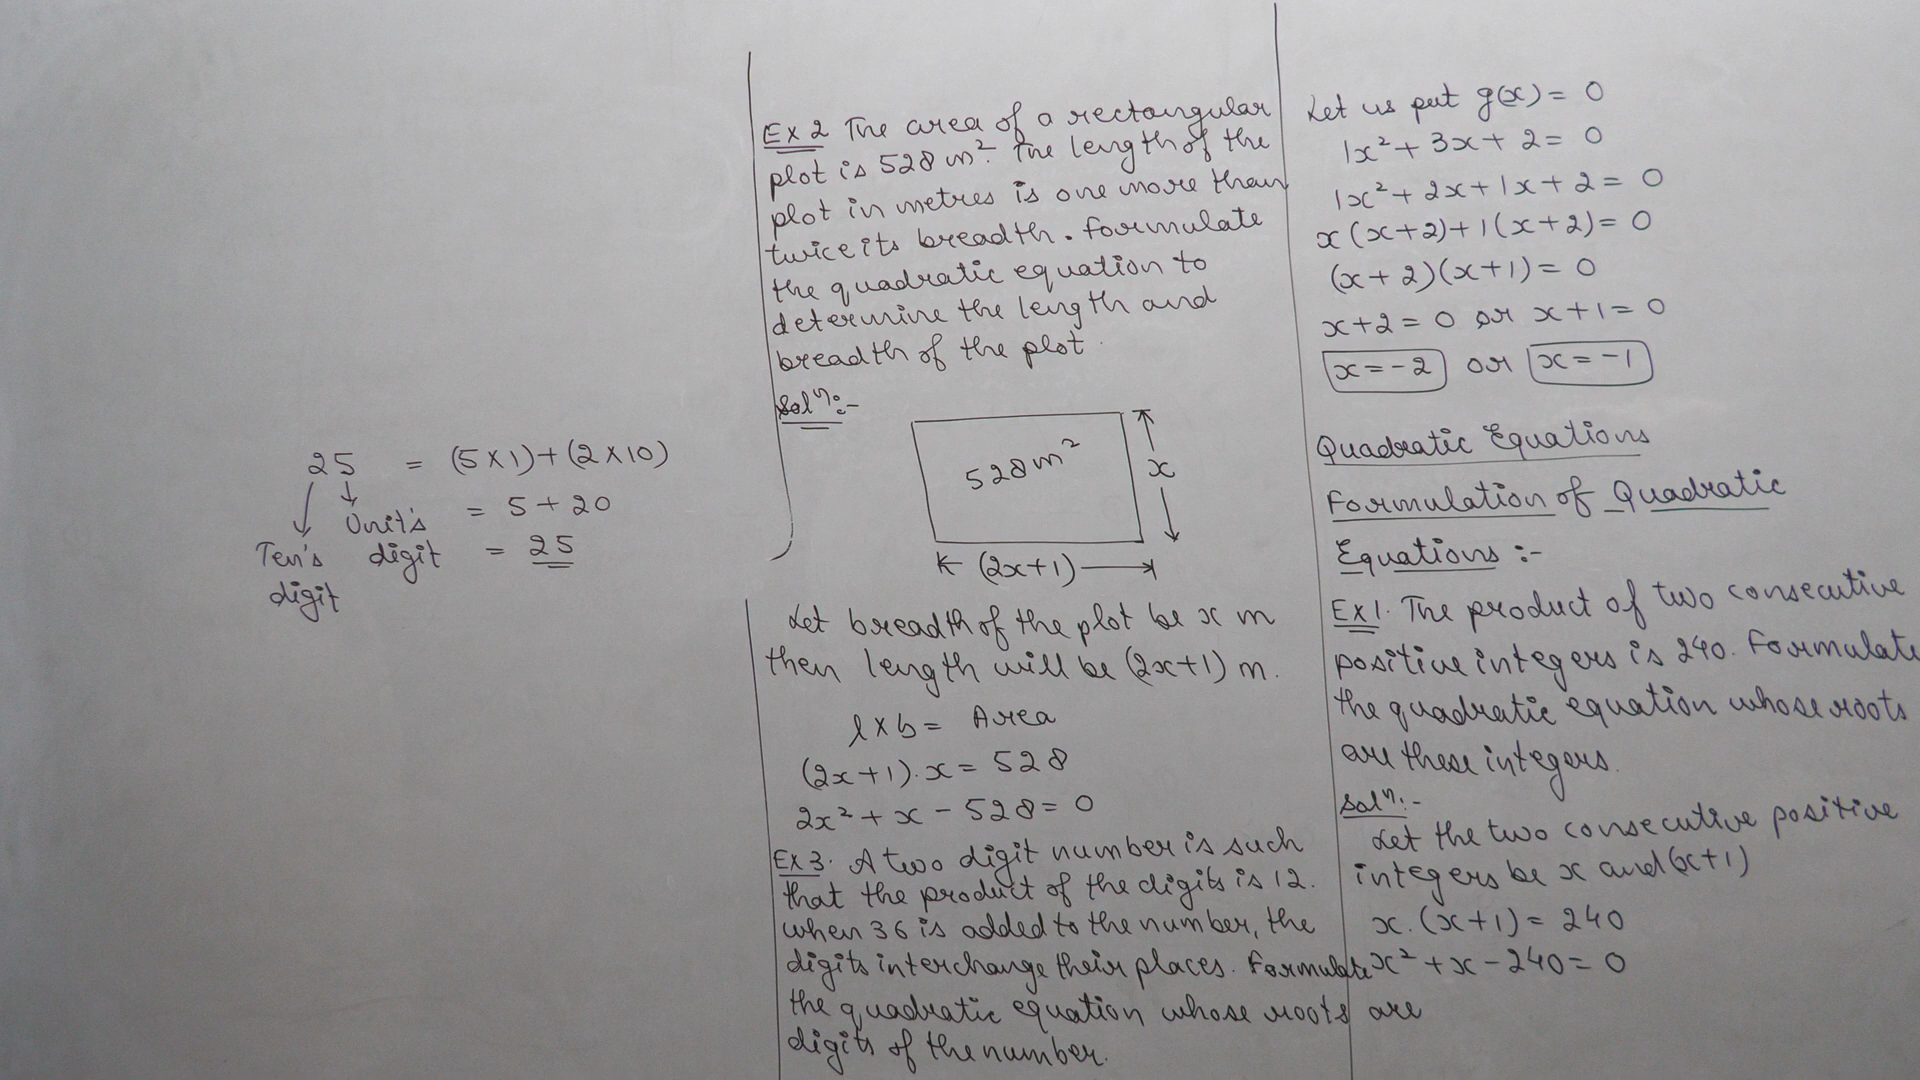 25 = (5×1)+(2×10)
= 5 + 20
= 25
Ten's
digit
Unit's
digit
Ex 2 The area of a rectangular
plot is 528 m². The length of the
plot in metres is one more than
twice its breadth. Formulate
the quadratic equation to
determine the length and
breadth of the plot.
Solⁿ:-
528 m²
x
(2x+1)
Let breadth of the plot be x m
then length will be (2x+1) m.
l × b = Area
(2x+1).x = 528
2x² + x - 528 = 0
Ex 3. A two digit number is such
that the product of the digits is 12.
when 36 is added to the number, the
digits interchange their places. Formulate
the quadratic equation whose roots are
digits of the number.
Let us put g(x) = 0
1x² + 3x + 2 = 0
1x² + 2x + 1x + 2 = 0
x(x+2)+1(x+2)= 0
(x+2)(x+1) = 0
x+2 = 0 or x+1 = 0
x = -2 or x = -1
Quadratic Equations
Formulation of Quadratic
Equations :-
Ex 1. The product of two consecutive
positive integers is 240. Formulate
the quadratic equation whose roots
are these integers.
Solⁿ:-
Let the two consecutive positive
integers be x and (x+1)
x.(x+1) = 240
x² + x - 240 = 0